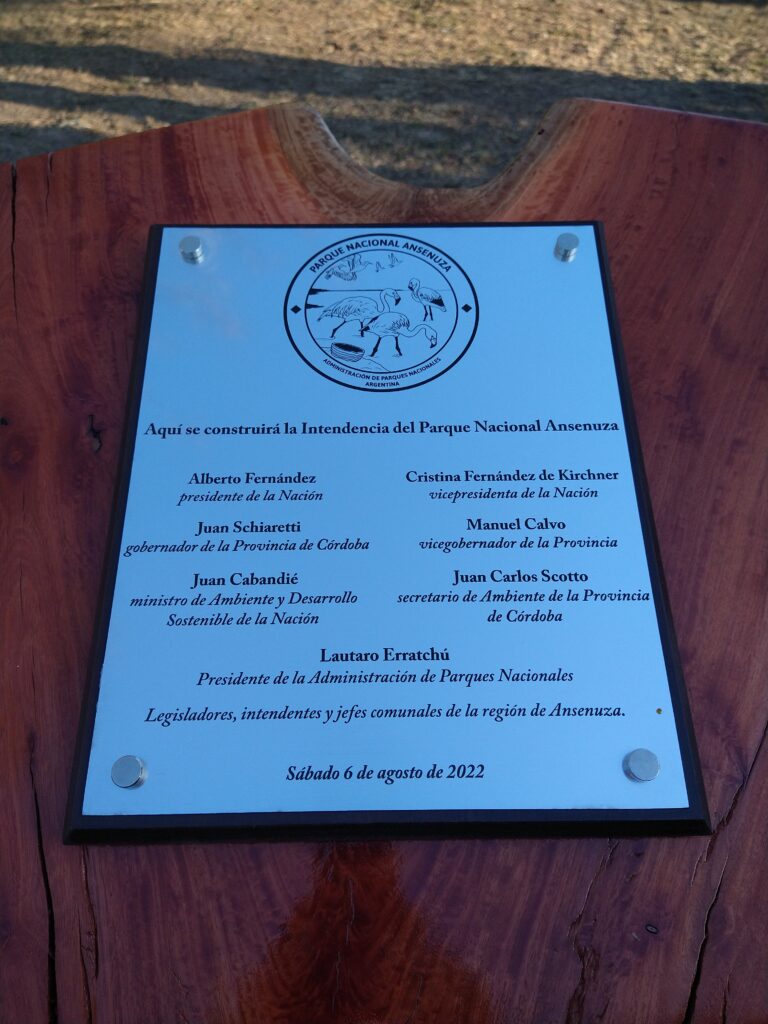 PARQUE NACIONAL ANSENUZA
ADMINISTRACIÓN DE PARQUES NACIONALES
ARGENTINA
Aquí se construirá la Intendencia del Parque Nacional Ansenuza
Alberto Fernández
presidente de la Nación
Cristina Fernández de Kirchner
vicepresidenta de la Nación
Juan Schiaretti
gobernador de la Provincia de Córdoba
Manuel Calvo
vicegobernador de la Provincia
Juan Cabandié
ministro de Ambiente y Desarrollo
Sostenible de la Nación
Juan Carlos Scotto
secretario de Ambiente de la Provincia
de Córdoba
Lautaro Erratchú
Presidente de la Administración de Parques Nacionales
Legisladores, intendentes y jefes comunales de la región de Ansenuza.
Sábado 6 de agosto de 2022